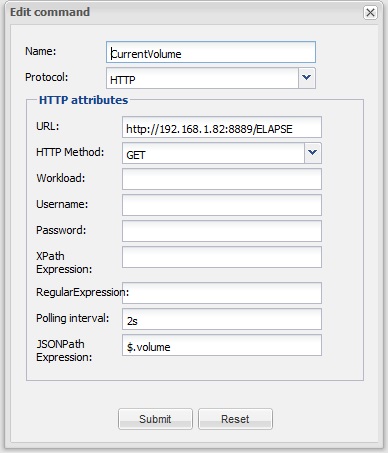 Edit command
Name: CurrentVolume
Protocol: HTTP
HTTP attributes
URL: http://192.168.1.82:8889/ELAPSE
HTTP Method: GET
Workload:
Username:
Password:
XPath
Expression:
RegularExpression:
Polling interval: 2s
JSONPath
Expression: $.volume
Submit Reset